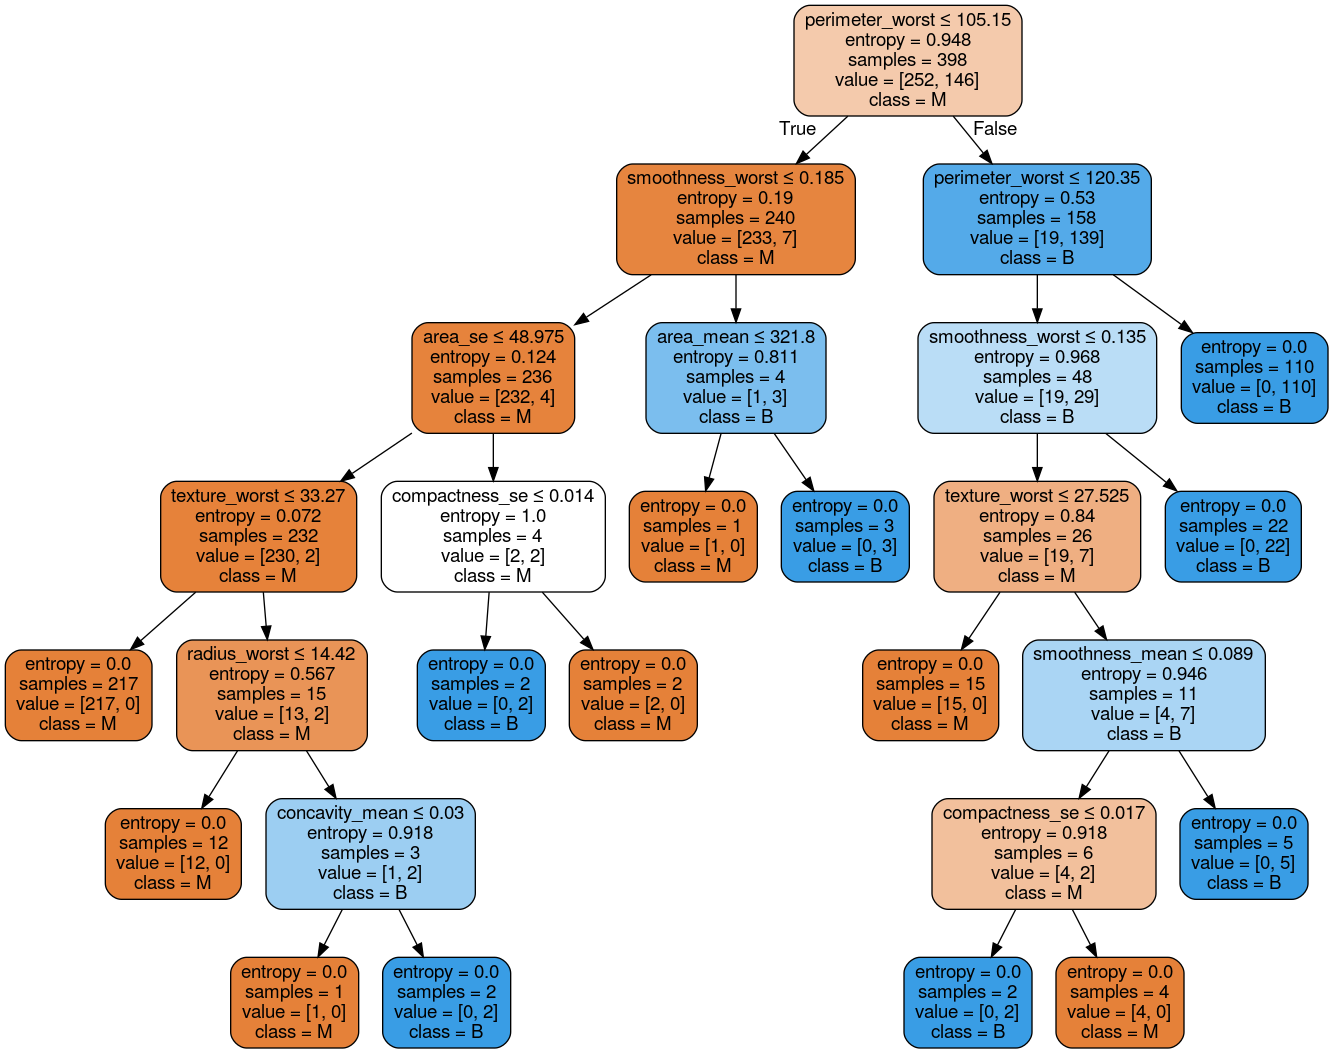 perimeter_worst ≤ 105.15
entropy = 0.948
samples = 398
value = [252, 146]
class = M
True
False
smoothness_worst ≤ 0.185
entropy = 0.19
samples = 240
value = [233, 7]
class = M
perimeter_worst ≤ 120.35
entropy = 0.53
samples = 158
value = [19, 139]
class = B
area_se ≤ 48.975
entropy = 0.124
samples = 236
value = [232, 4]
class = M
area_mean ≤ 321.8
entropy = 0.811
samples = 4
value = [1, 3]
class = B
smoothness_worst ≤ 0.135
entropy = 0.968
samples = 48
value = [19, 29]
class = B
entropy = 0.0
samples = 110
value = [0, 110]
class = B
texture_worst ≤ 33.27
entropy = 0.072
samples = 232
value = [230, 2]
class = M
compactness_se ≤ 0.014
entropy = 1.0
samples = 4
value = [2, 2]
class = M
entropy = 0.0
samples = 1
value = [1, 0]
class = M
entropy = 0.0
samples = 3
value = [0, 3]
class = B
texture_worst ≤ 27.525
entropy = 0.84
samples = 26
value = [19, 7]
class = M
entropy = 0.0
samples = 22
value = [0, 22]
class = B
entropy = 0.0
samples = 217
value = [217, 0]
class = M
radius_worst ≤ 14.42
entropy = 0.567
samples = 15
value = [13, 2]
class = M
entropy = 0.0
samples = 2
value = [0, 2]
class = B
entropy = 0.0
samples = 2
value = [2, 0]
class = M
entropy = 0.0
samples = 15
value = [15, 0]
class = M
smoothness_mean ≤ 0.089
entropy = 0.946
samples = 11
value = [4, 7]
class = B
entropy = 0.0
samples = 12
value = [12, 0]
class = M
concavity_mean ≤ 0.03
entropy = 0.918
samples = 3
value = [1, 2]
class = B
compactness_se ≤ 0.017
entropy = 0.918
samples = 6
value = [4, 2]
class = M
entropy = 0.0
samples = 5
value = [0, 5]
class = B
entropy = 0.0
samples = 1
value = [1, 0]
class = M
entropy = 0.0
samples = 2
value = [0, 2]
class = B
entropy = 0.0
samples = 2
value = [0, 2]
class = B
entropy = 0.0
samples = 4
value = [4, 0]
class = M